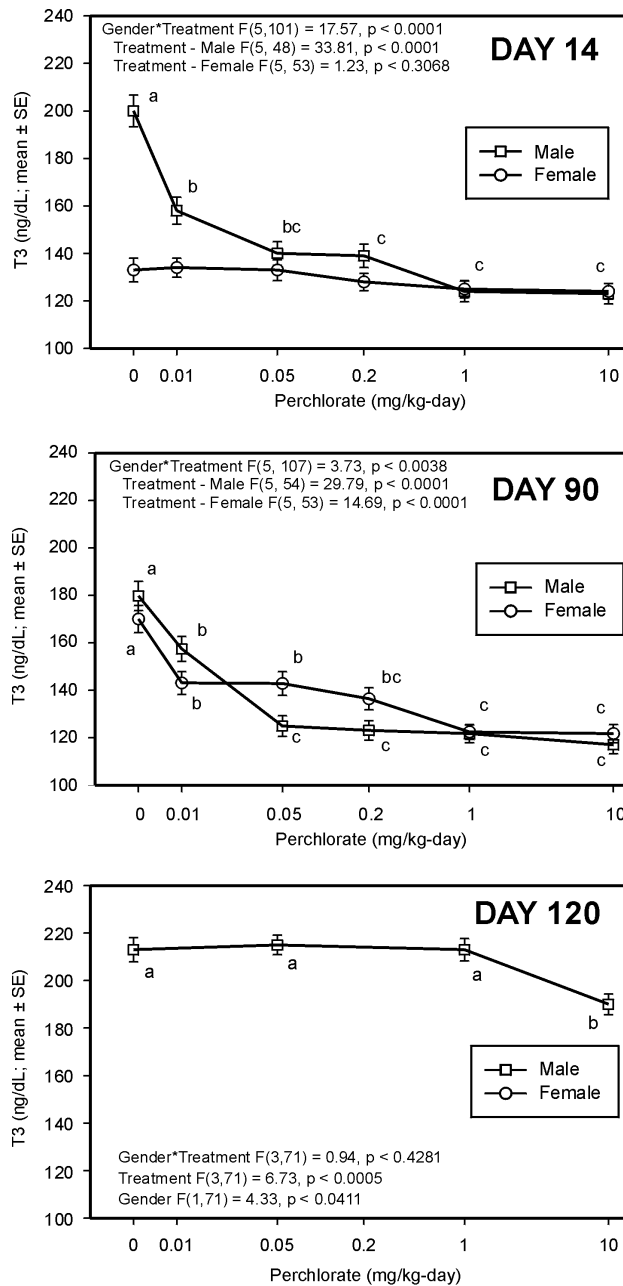 Gender*Treatment F(5,101) = 17.57, p < 0.0001
Treatment - Male F(5, 48) = 33.81, p < 0.0001
Treatment - Female F(5, 53) = 1.23, p < 0.3068
DAY 14
T3 (ng/dL; mean ± SE)
240
220
200
180
160
140
120
100
a
b
bc
c
c
c
Male
Female
0 0.01 0.05 0.2 1 10
Perchlorate (mg/kg-day)
Gender*Treatment F(5, 107) = 3.73, p < 0.0038
Treatment - Male F(5, 54) = 29.79, p < 0.0001
Treatment - Female F(5, 53) = 14.69, p < 0.0001
DAY 90
T3 (ng/dL; mean ± SE)
240
220
200
180
160
140
120
100
a
b
b
bc
c
c
a
b
c
c
c
c
Male
Female
0 0.01 0.05 0.2 1 10
Perchlorate (mg/kg-day)
DAY 120
T3 (ng/dL; mean ± SE)
240
220
200
180
160
140
120
100
a
a
a
b
Male
Female
Gender*Treatment F(3,71) = 0.94, p < 0.4281
Treatment F(3,71) = 6.73, p < 0.0005
Gender F(1,71) = 4.33, p < 0.0411
0 0.01 0.05 0.2 1 10
Perchlorate (mg/kg-day)